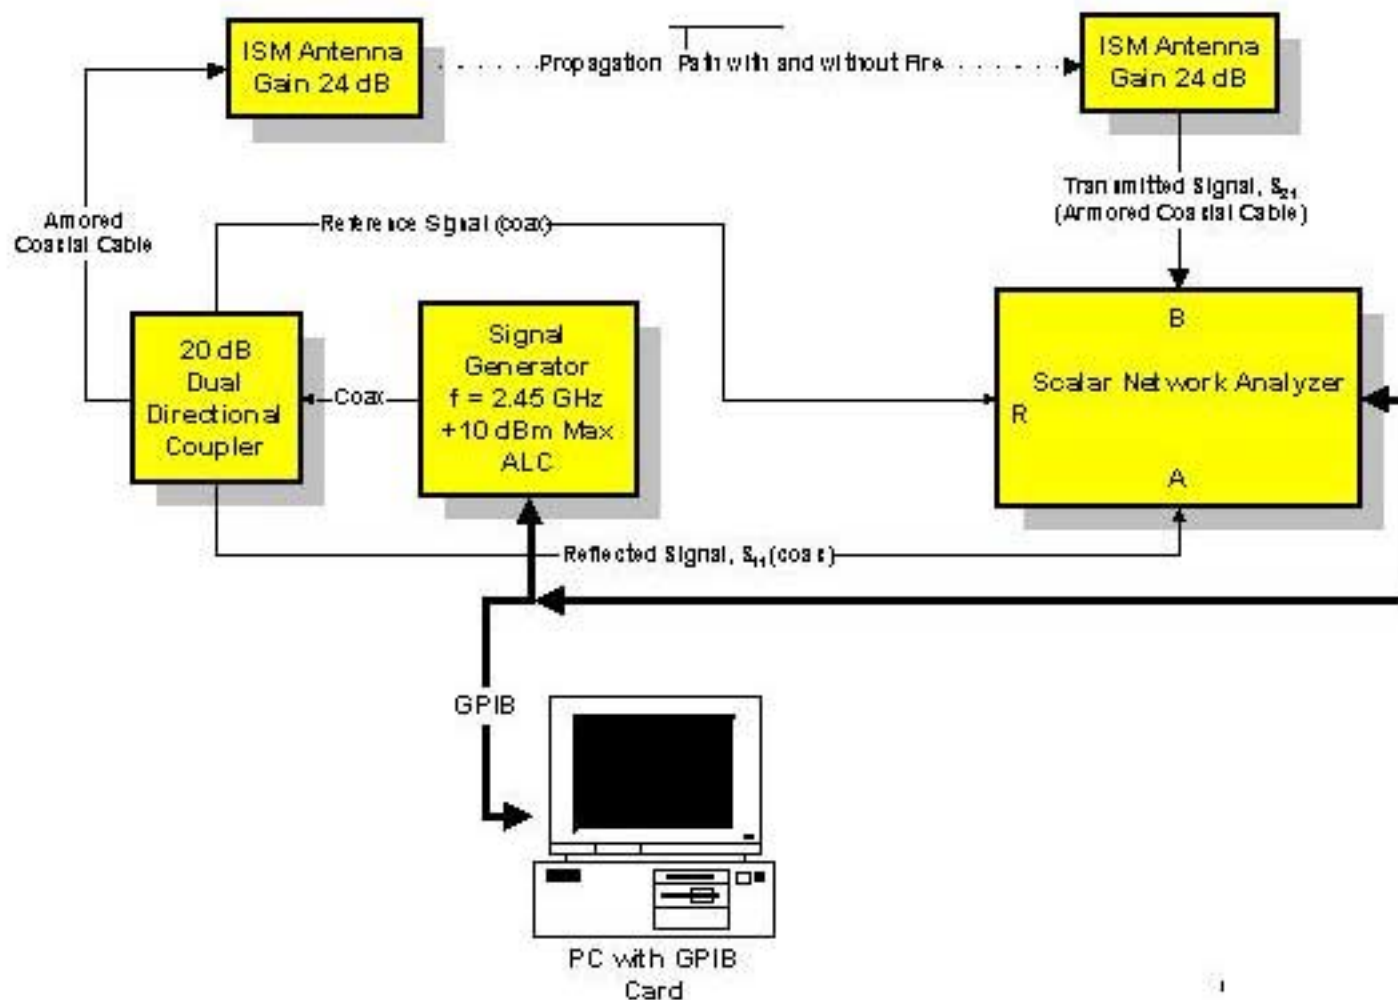 ISM Antenna
Gain 24 dB
Propagation Path with and without Fire
ISM Antenna
Gain 24 dB
Transmitted Signal, S₂₁
(Armored Coaxial Cable)
Amored
Coaxial Cable
Reference Signal (coax)
20 dB
Dual
Directional
Coupler
Coax
Signal
Generator
f = 2.45 GHz
+10 dBm Max
ALC
B
Scalar Network Analyzer
R
A
Reflected Signal, S₁₁ (coax)
GPIB
PC with GPIB
Card